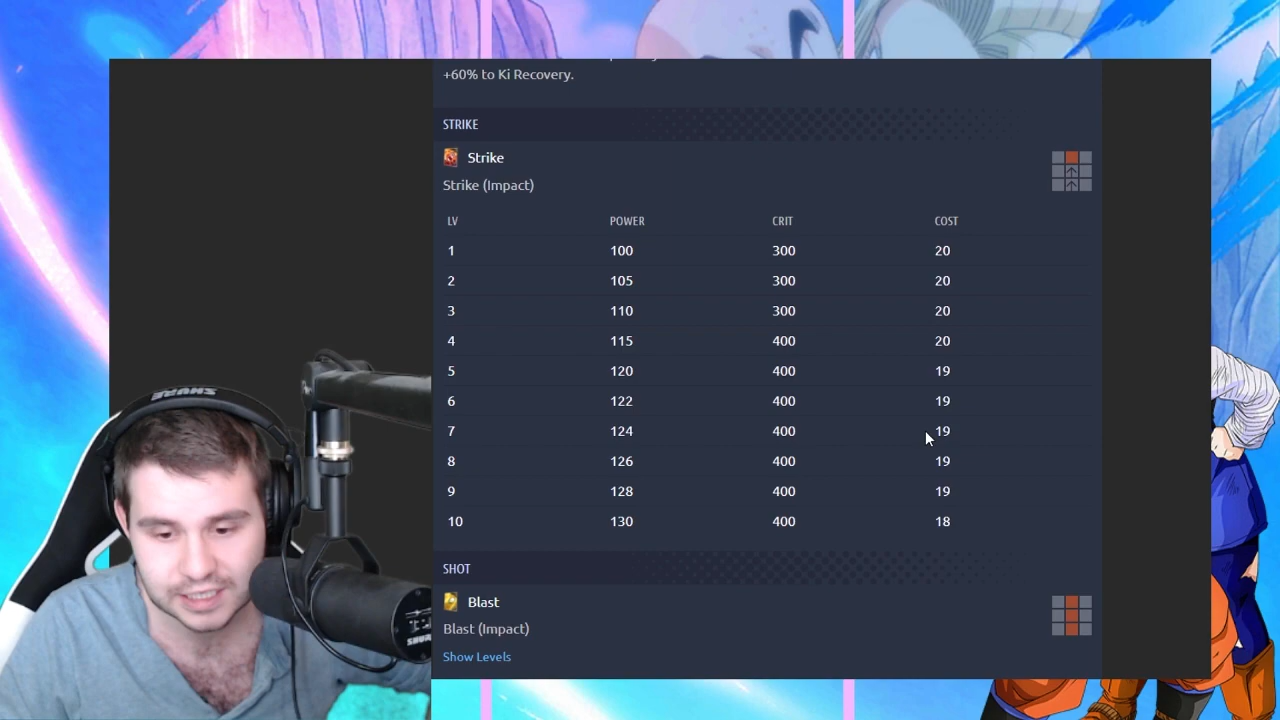 +60% to Ki Recovery.
STRIKE
Strike
Strike (Impact)
LV POWER CRIT COST
1 100 300 20
2 105 300 20
3 110 300 20
4 115 400 20
5 120 400 19
6 122 400 19
7 124 400 19
8 126 400 19
9 128 400 19
10 130 400 18
SHOT
Blast
Blast (Impact)
Show Levels
SHURE